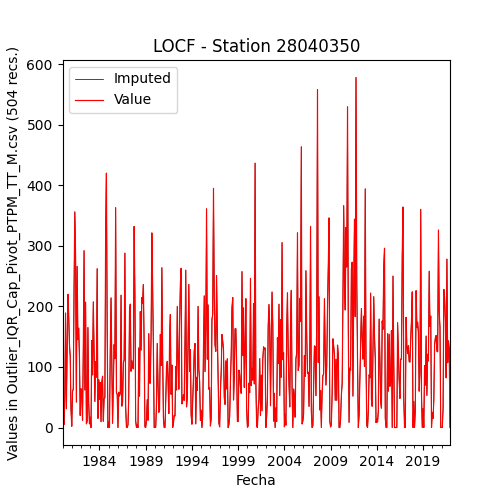 LOCF - Station 28040350
Values in Outlier_IQR_Cap_Pivot_PTPM_TT_M.csv (504 recs.)
600
500
400
300
200
100
0
Imputed
Value
1984 1989 1994 1999 2004 2009 2014 2019
Fecha